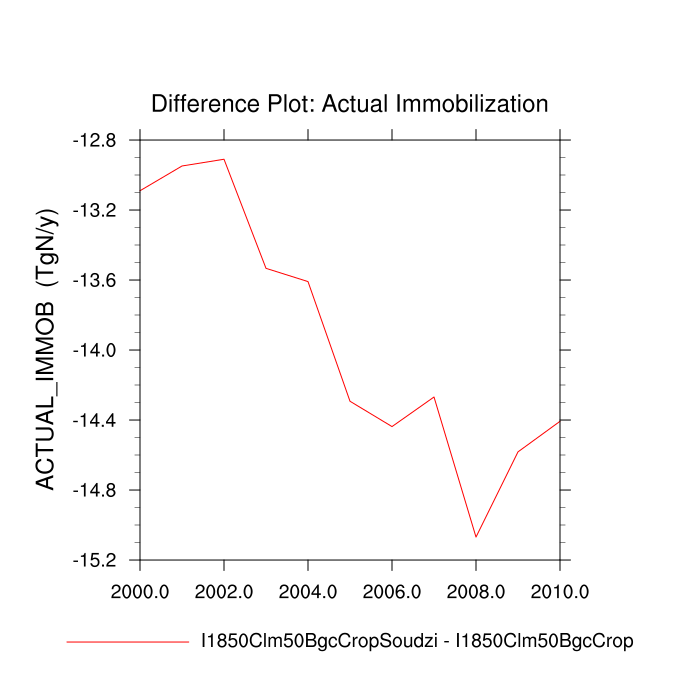 Difference Plot: Actual Immobilization
-12.8
-13.2
-13.6
-14.0
-14.4
-14.8
-15.2
ACTUAL_IMMOB (TgN/y)
2000.0 2002.0 2004.0 2006.0 2008.0 2010.0
I1850Clm50BgcCropSoudzi - I1850Clm50BgcCrop